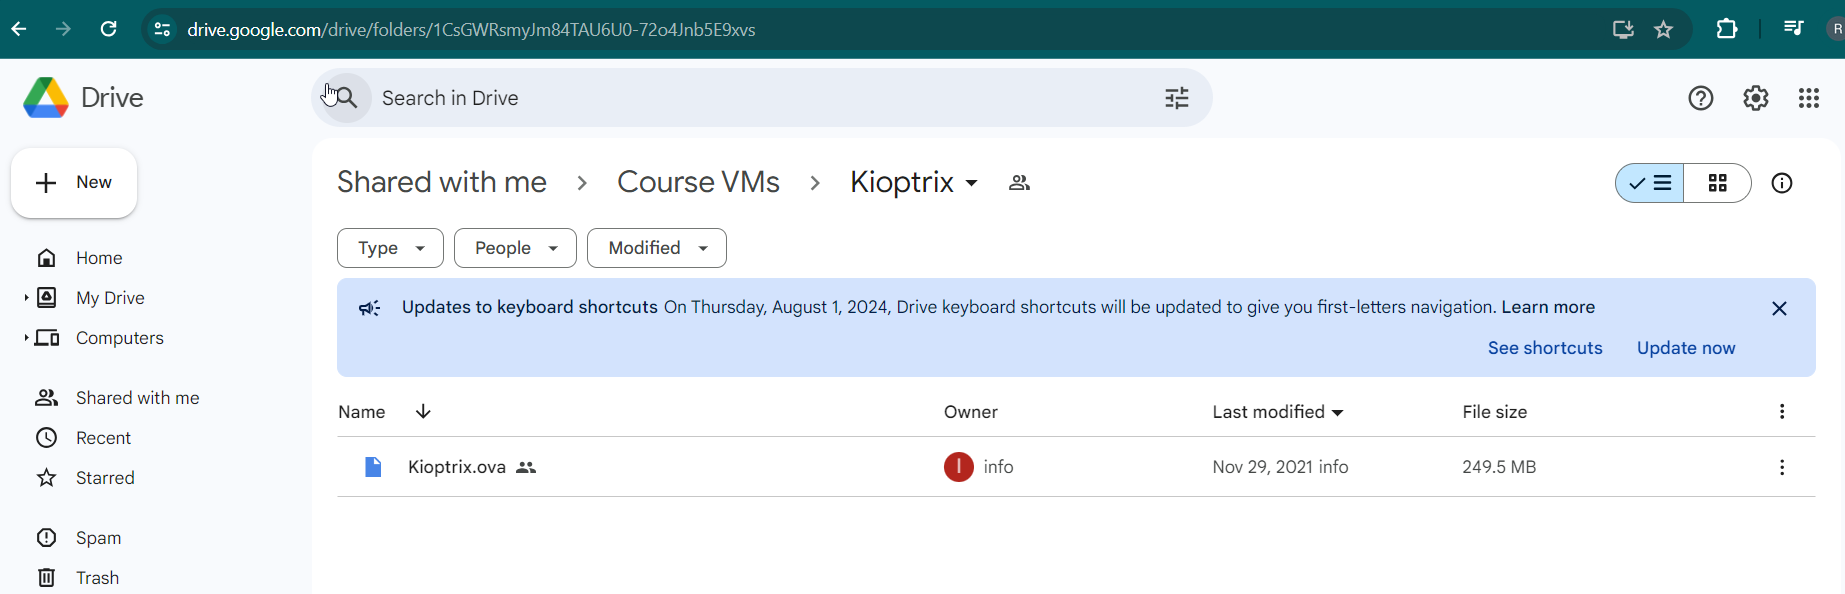 drive.google.com/drive/folders/1CsGWRsmyJm84TAU6U0-72o4Jnb5E9xvs
R
Drive
Search in Drive
New
Shared with me > Course VMs > Kioptrix
Type People Modified
Home
My Drive
Computers
Shared with me
Recent
Starred
Spam
Trash
Updates to keyboard shortcuts On Thursday, August 1, 2024, Drive keyboard shortcuts will be updated to give you first-letters navigation. Learn more
See shortcuts Update now
Name Owner Last modified File size
Kioptrix.ova I info Nov 29, 2021 info 249.5 MB